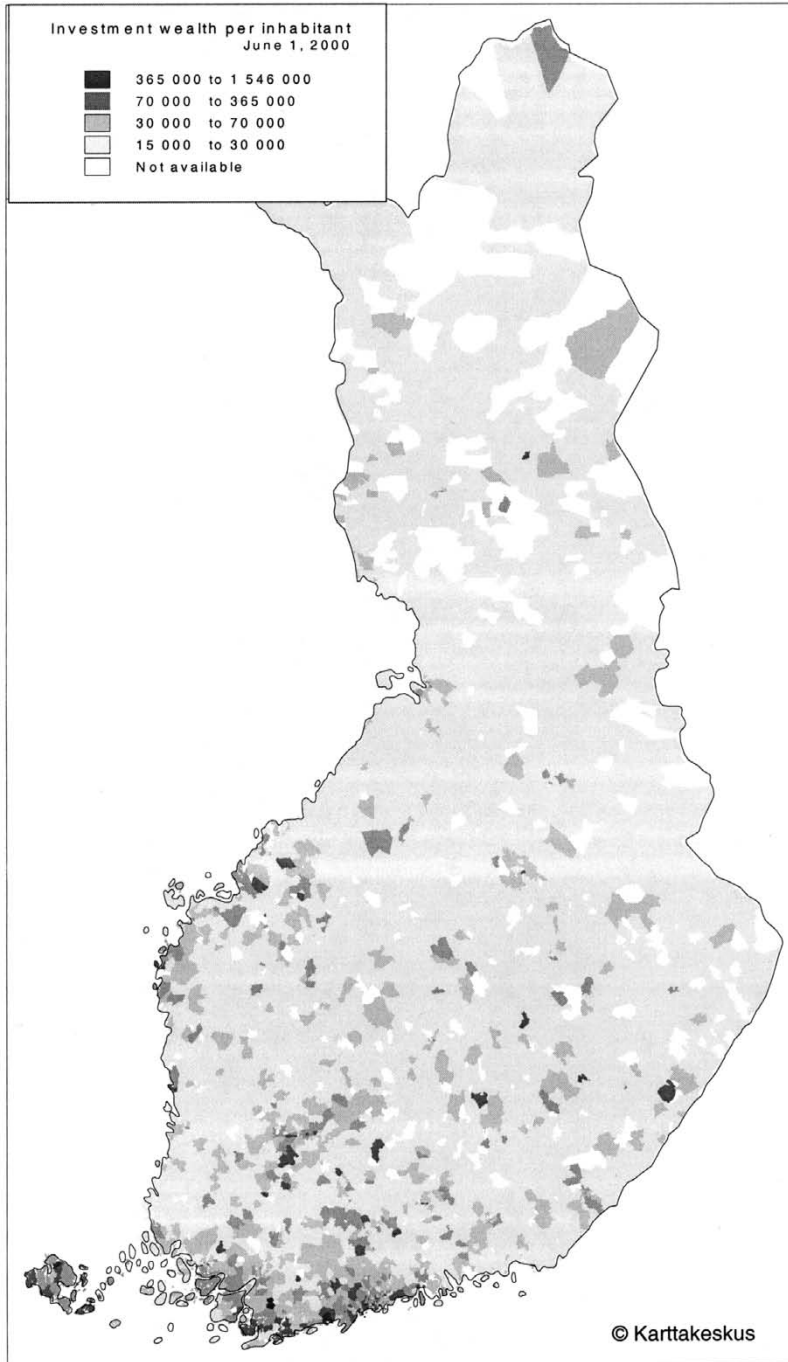 Investment wealth per inhabitant
June 1, 2000
365 000 to 1 546 000
70 000 to 365 000
30 000 to 70 000
15 000 to 30 000
Not available
© Karttakeskus